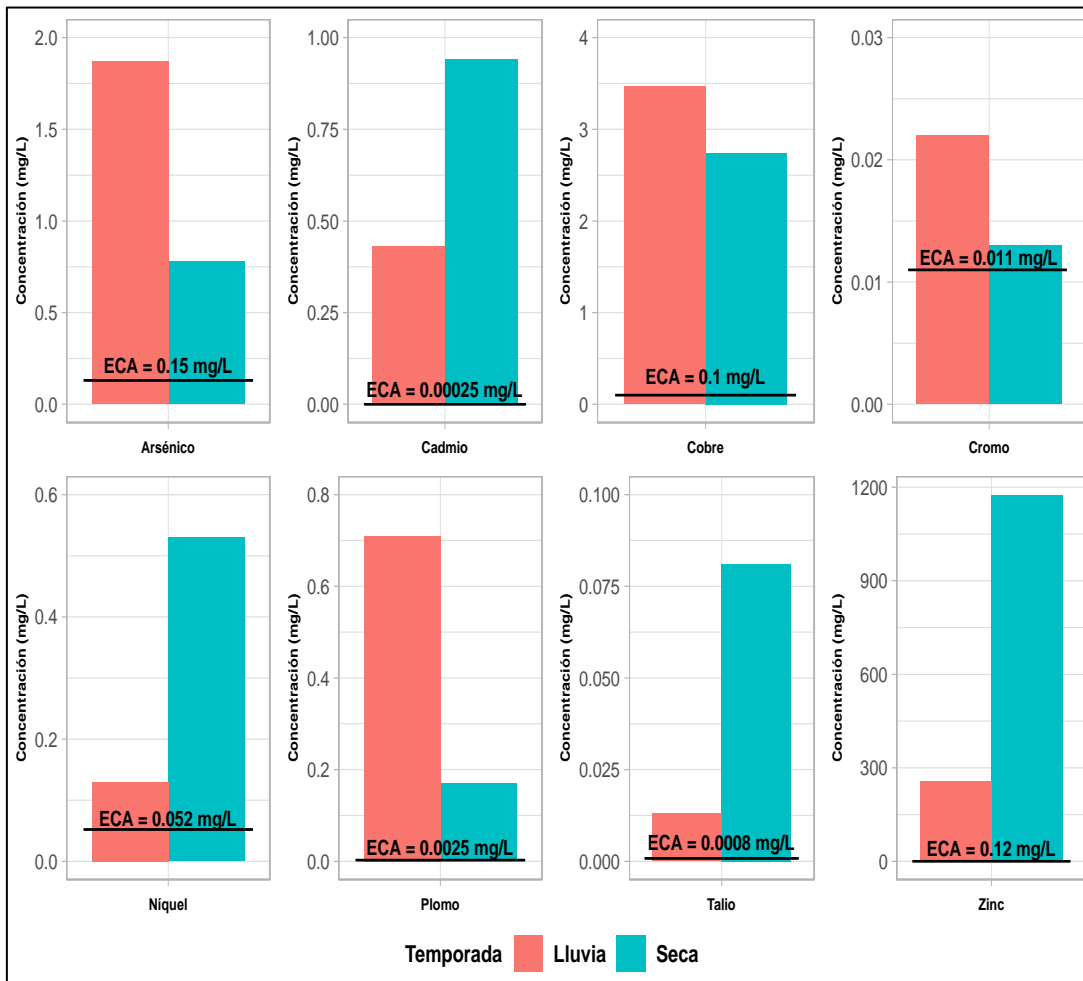 Concentración (mg/L)
2.0
1.5
1.0
0.5
0.0
ECA = 0.15 mg/L
Arsénico
Concentración (mg/L)
1.00
0.75
0.50
0.25
0.00
ECA = 0.00025 mg/L
Cadmio
Concentración (mg/L)
4
3
2
1
0
ECA = 0.1 mg/L
Cobre
Concentración (mg/L)
0.03
0.02
0.01
0.00
ECA = 0.011 mg/L
Cromo
Concentración (mg/L)
0.6
0.4
0.2
0.0
ECA = 0.052 mg/L
Níquel
Concentración (mg/L)
0.8
0.6
0.4
0.2
0.0
ECA = 0.0025 mg/L
Plomo
Concentración (mg/L)
0.100
0.075
0.050
0.025
0.000
ECA = 0.0008 mg/L
Talio
Concentración (mg/L)
1200
900
600
300
0
ECA = 0.12 mg/L
Zinc
Temporada Lluvia Seca